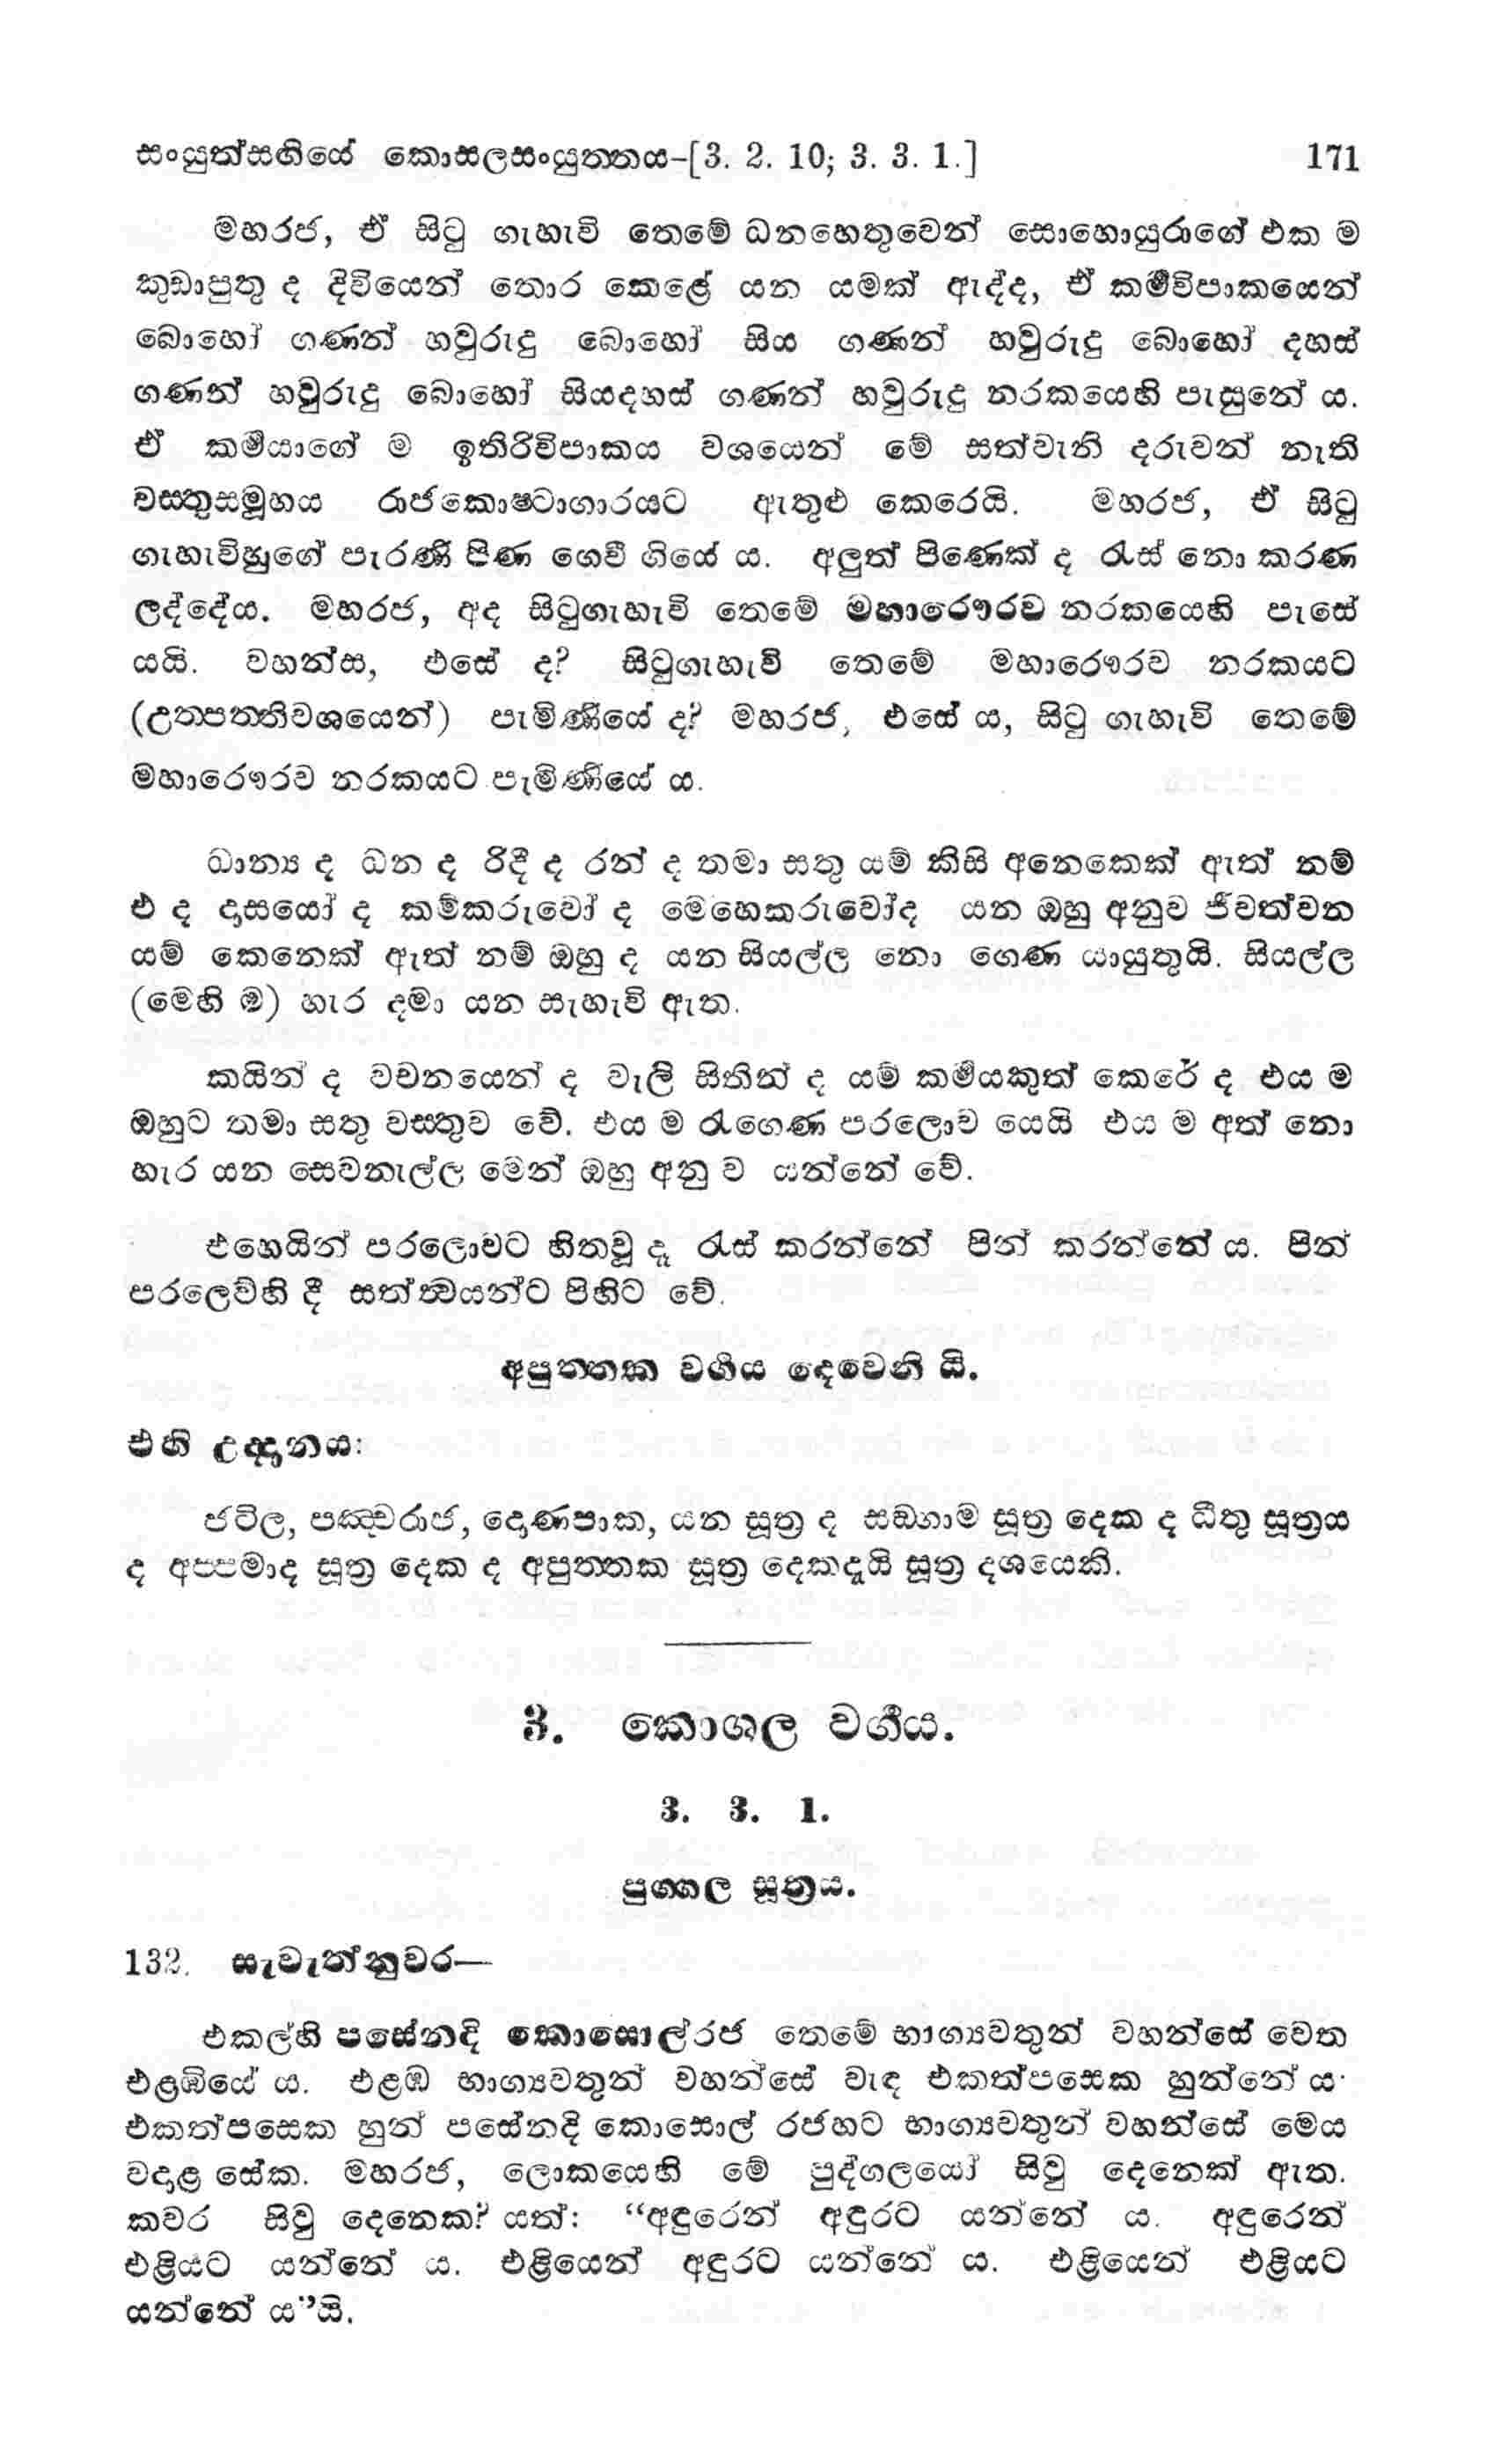 සංයුත්සඟියේ කොසලසංයුත්තය-[3. 2. 10; 3. 3. 1.] 171
මහරජ, ඒ සිටු ගැහැවි තෙමේ ධනහෙතුවෙන් සොහොයුරාගේ එක ම
කුඩාපුතු ද දිවියෙන් තොර කෙළේ යන යමක් ඇද්ද, ඒ කර්මවිපාකයෙන්
බොහෝ ගණන් හවුරුදු බොහෝ සිය ගණන් හවුරුදු බොහෝ දහස්
ගණන් හවුරුදු බොහෝ සියදහස් ගණන් හවුරුදු නරකයෙහි පැසුනේ ය.
ඒ කර්මයාගේ ම ඉතිරිවිපාකය වශයෙන් මේ සත්වැනි දරුවන් නැති
වස්තුසමූහය රාජකොෂ්ටාගාරයට ඇතුළු කෙරෙයි. මහරජ, ඒ සිටු
ගැහැවිහුගේ පැරණි පිණ ගෙවී ගියේ ය. අලුත් පිණෙක් ද රැස් නො කරණ
ලද්දේය. මහරජ, අද සිටුගැහැවි තෙමේ මහාරෞරව නරකයෙහි පැසේ
යයි. වහන්ස, එසේ ද? සිටුගැහැවි තෙමේ මහාරෞරව නරකයට
(උත්පත්තිවශයෙන්) පැමිණියේ ද? මහරජ, එසේ ය, සිටු ගැහැවි තෙමේ
මහාරෞරව නරකයට පැමිණියේ ය.
ධාන්‍ය ද ධන ද රිදී ද රන් ද තමා සතු යම් කිසි අනෙකෙක් ඇත් නම්
එ ද දාසයෝ ද කම්කරුවෝ ද මෙහෙකරුවෝද යන ඔහු අනුව ජීවත්වන
යම් කෙනෙක් ඇත් නම් ඔහු ද යන සියල්ල නො ගෙණ යායුතුයි. සියල්ල
(මෙහි ම) හැර දමා යන සැහැවි ඇත.
කයින් ද වචනයෙන් ද වැලි සිතින් ද යම් කර්මයකුත් කෙරේ ද එය ම
ඔහුට තමා සතු වස්තුව වේ. එය ම රැගෙණ පරලොව යෙයි එය ම අත් නො
හැර යන සෙවනැල්ල මෙන් ඔහු අනු ව යන්නේ වේ.
එහෙයින් පරලොවට හිතවූ දෑ රැස් කරන්නේ පින් කරන්නේ ය. පින්
පරලෙව්හි දී සත්ත්‍වයන්ට පිහිට වේ.
අපුත්තක වර්ගය දෙවෙනි යි.
එහි උද්දානය:
ජටිල, පඤ්චරාජ, දොණපාක, යන සූත්‍ර ද සඞ්ගාම සූත්‍ර දෙක ද ධීතු සූත්‍රය
ද අප්පමාද සූත්‍ර දෙක ද අපුත්තක සූත්‍ර දෙකදැයි සූත්‍ර දශයෙකි.
3. කොශල වර්ගය.
3. 3. 1.
පුග්ගල සූත්‍රය.
132. සැවැත්නුවර—
එකල්හි පසේනදි කොසොල්රජ තෙමේ භාග්‍යවතුන් වහන්සේ වෙත
එළඹියේ ය. එළඹ භාග්‍යවතුන් වහන්සේ වැඳ එකත්පසෙක හුන්නේ ය.
එකත්පසෙක හුන් පසේනදි කොසොල් රජහට භාග්‍යවතුන් වහන්සේ මෙය
වදාළ සේක. මහරජ, ලොකයෙහි මේ පුද්ගලයෝ සිවු දෙනෙක් ඇත.
කවර සිවු දෙනෙක? යත්: “අඳුරෙන් අඳුරට යන්නේ ය. අඳුරෙන්
එළියට යන්නේ ය. එළියෙන් අඳුරට යන්නේ ය. එළියෙන් එළියට
යන්නේ ය”යි.